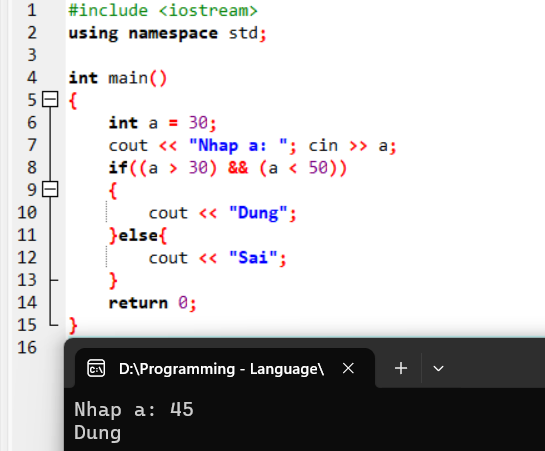 1 #include <iostream>
2 using namespace std;
3
4 int main()
5 {
6 int a = 30;
7 cout << "Nhap a: "; cin >> a;
8 if((a > 30) && (a < 50))
9 {
10 cout << "Dung";
11 }else{
12 cout << "Sai";
13 }
14 return 0;
15 }
16
D:\Programming - Language\
Nhap a: 45
Dung